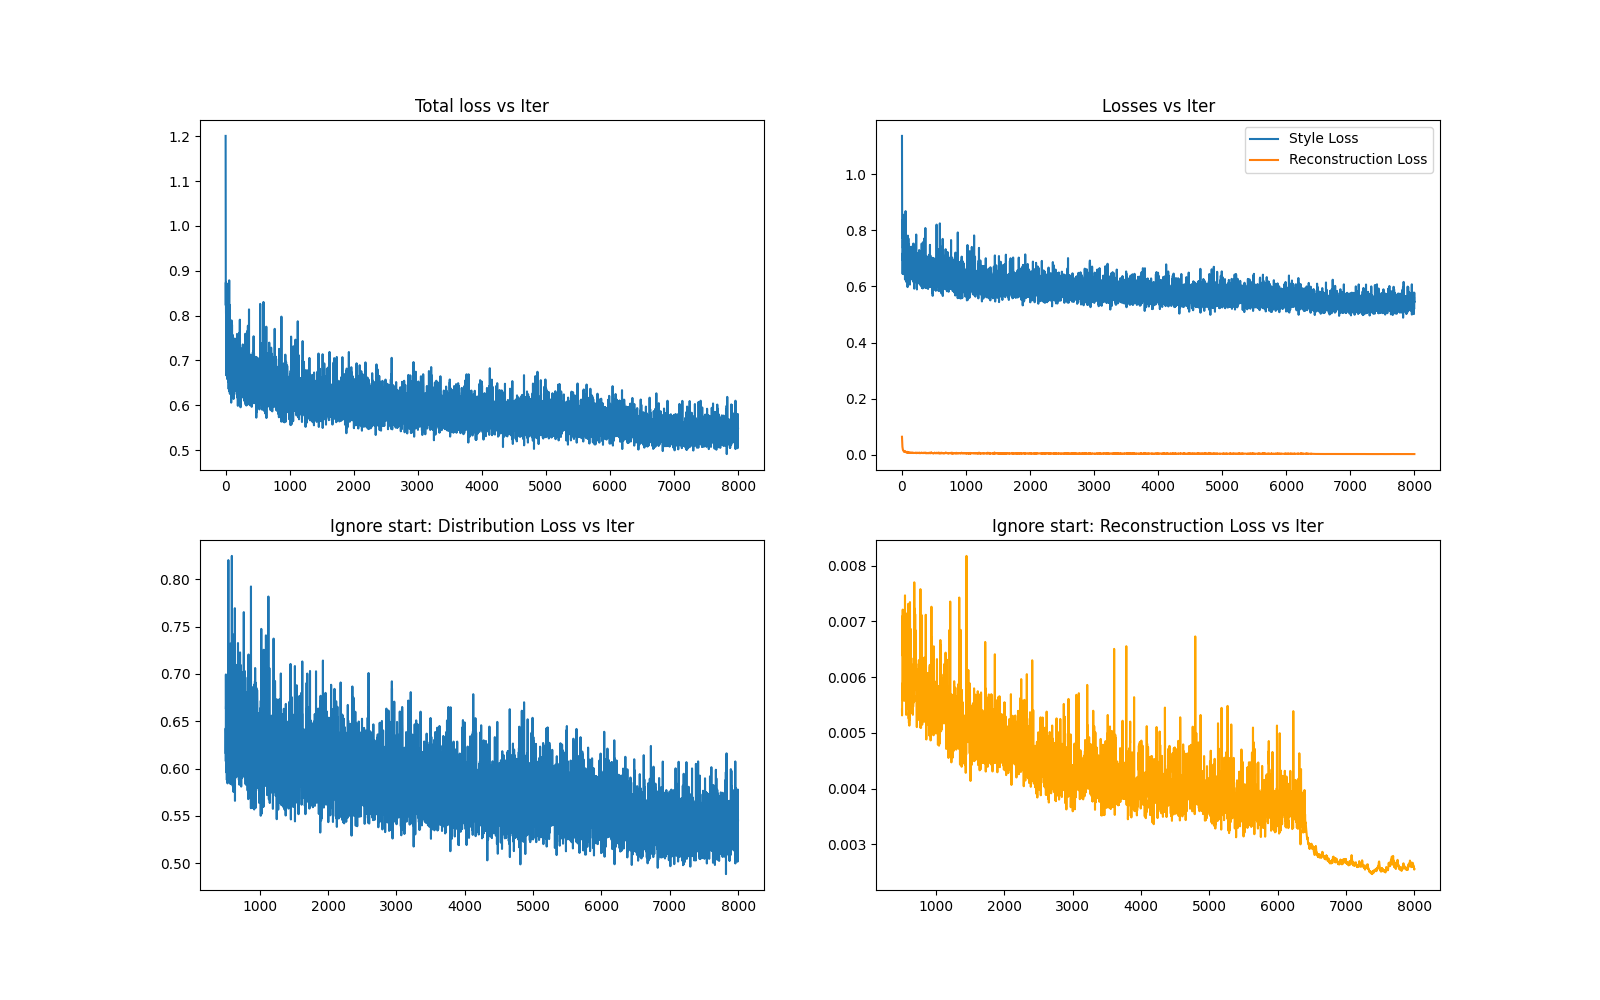 Total loss vs Iter
1.2
1.1
1.0
0.9
0.8
0.7
0.6
0.5
0 1000 2000 3000 4000 5000 6000 7000 8000
Losses vs Iter
Style Loss
Reconstruction Loss
1.0
0.8
0.6
0.4
0.2
0.0
0 1000 2000 3000 4000 5000 6000 7000 8000
Ignore start: Distribution Loss vs Iter
0.80
0.75
0.70
0.65
0.60
0.55
0.50
1000 2000 3000 4000 5000 6000 7000 8000
Ignore start: Reconstruction Loss vs Iter
0.008
0.007
0.006
0.005
0.004
0.003
1000 2000 3000 4000 5000 6000 7000 8000